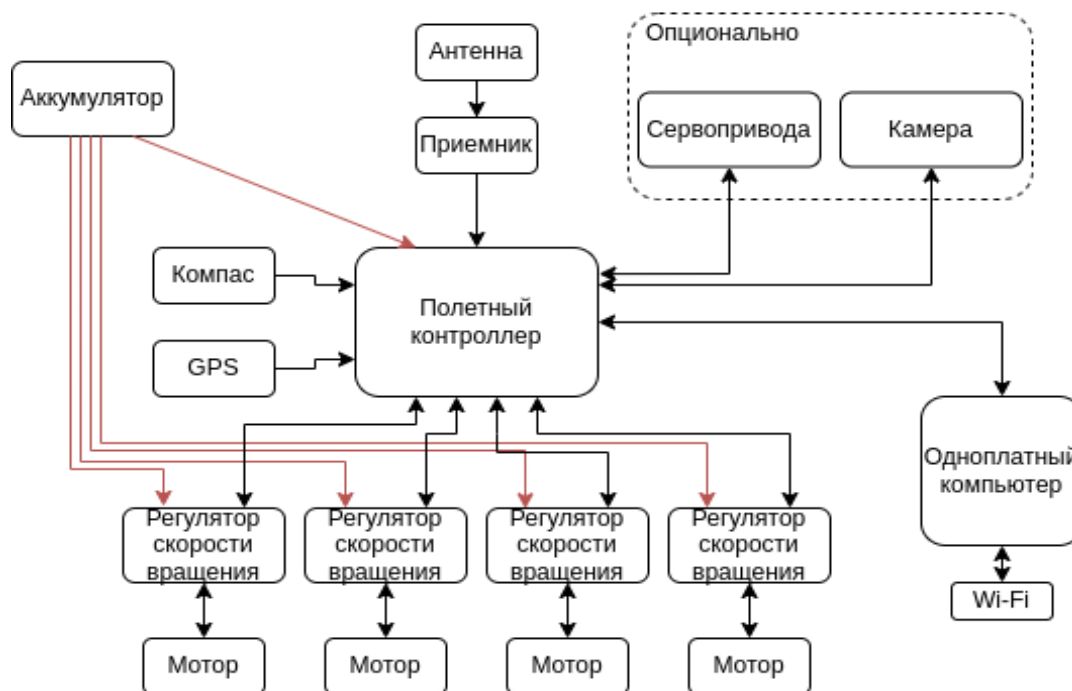 Опционально
Антенна
Аккумулятор
Сервопривода
Камера
Приемник
Компас
Полетный
контроллер
GPS
Одноплатный
компьютер
Регулятор
скорости
вращения
Регулятор
скорости
вращения
Регулятор
скорости
вращения
Регулятор
скорости
вращения
Wi-Fi
Мотор
Мотор
Мотор
Мотор